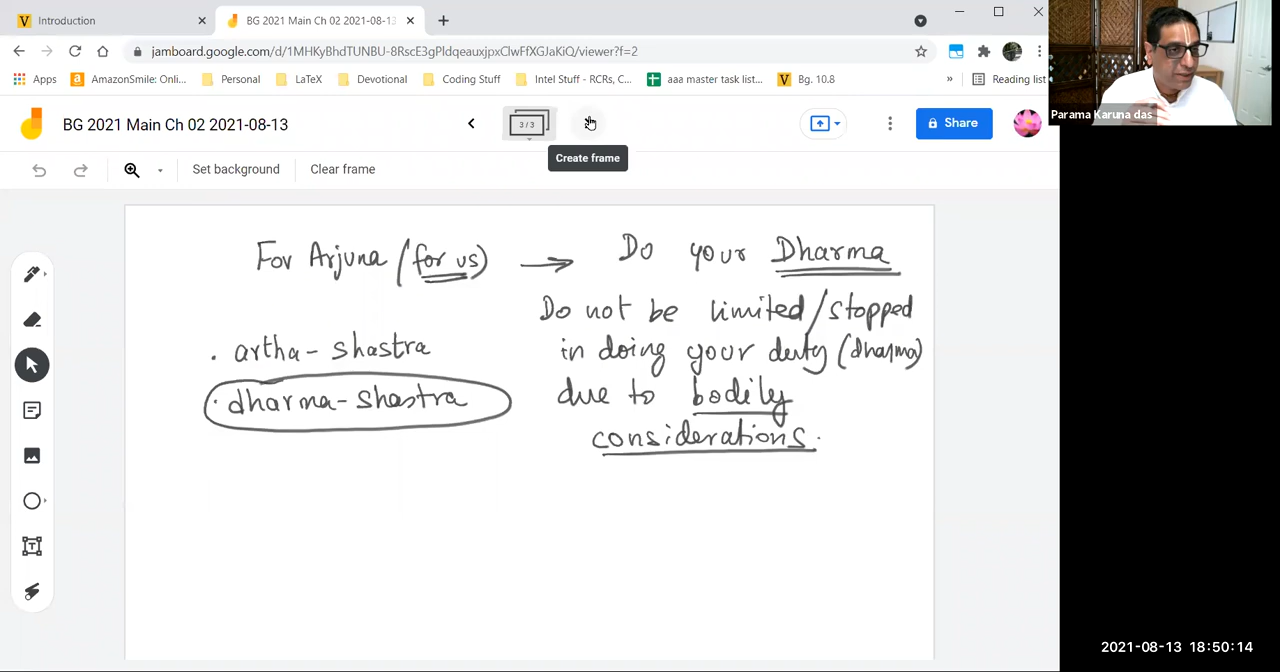 Introduction
BG 2021 Main Ch 02 2021-08-13
jamboard.google.com/d/1MHKyBhdTUNBU-8RscE3gPldqeauxjpxClwFfXGJaKiQ/viewer?f=2
Apps AmazonSmile: Onli... Personal LaTeX Devotional Coding Stuff Intel Stuff - RCRs, C... aaa master task list... Bg. 10.8 » Reading list
Parama Karuna das
BG 2021 Main Ch 02 2021-08-13
3 / 3
Share
Create frame
Set background Clear frame
For Arjuna (for us) → Do your Dharma
Do not be limited/stopped
. artha-shastra in doing your duty (dharma)
. dharma-shastra due to bodily
considerations.
2021-08-13 18:50:14